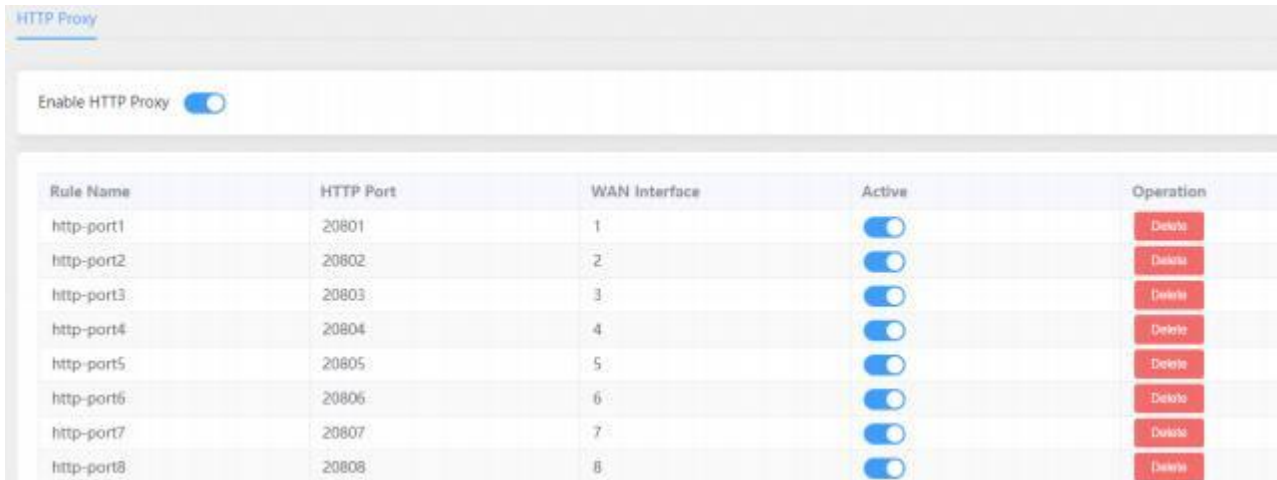 HTTP Proxy
Enable HTTP Proxy
Rule Name HTTP Port WAN Interface Active Operation
http-port1 20801 1 Delete
http-port2 20802 2 Delete
http-port3 20803 3 Delete
http-port4 20804 4 Delete
http-port5 20805 5 Delete
http-port6 20806 6 Delete
http-port7 20807 7 Delete
http-port8 20808 8 Delete